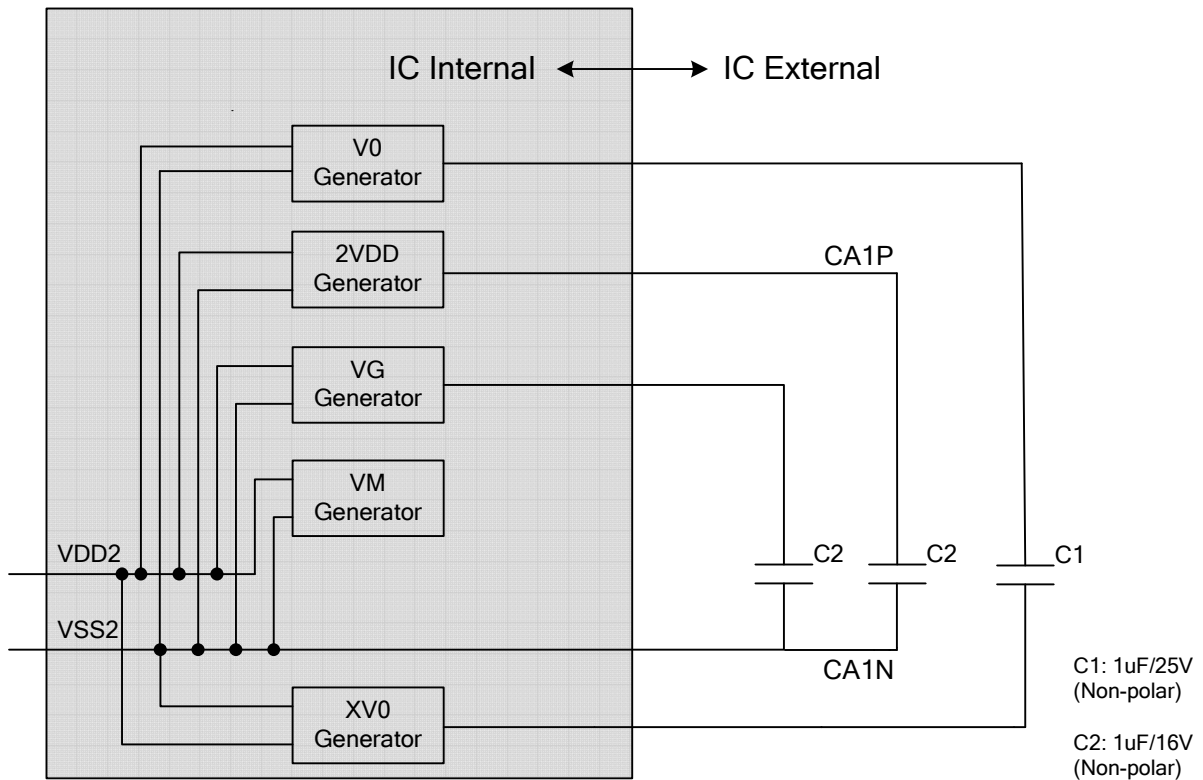 IC Internal
IC External
V0
Generator
2VDD
Generator
CA1P
VG
Generator
VM
Generator
VDD2
C2
C2
C1
VSS2
CA1N
C1: 1uF/25V
(Non-polar)
XV0
Generator
C2: 1uF/16V
(Non-polar)